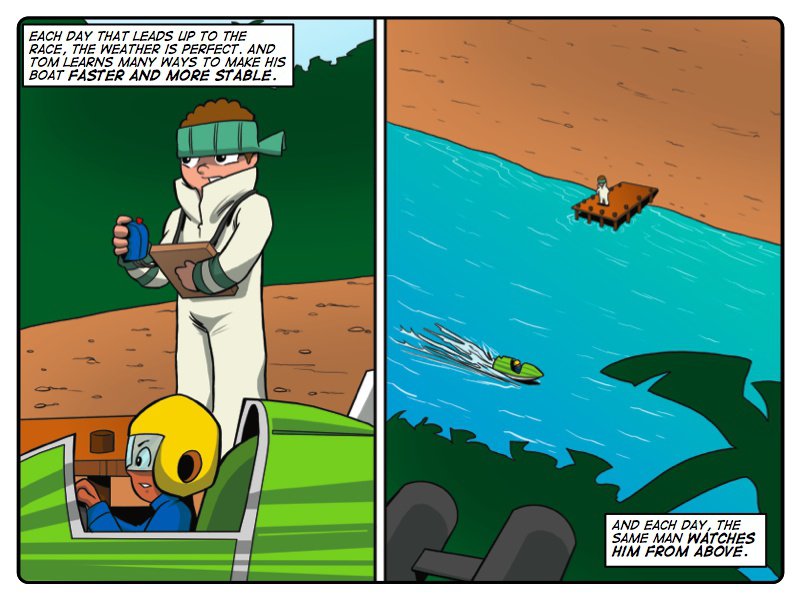 EACH DAY THAT LEADS UP TO THE
RACE, THE WEATHER IS PERFECT. AND
TOM LEARNS MANY WAYS TO MAKE HIS
BOAT FASTER AND MORE STABLE.
AND EACH DAY, THE
SAME MAN WATCHES
HIM FROM ABOVE.